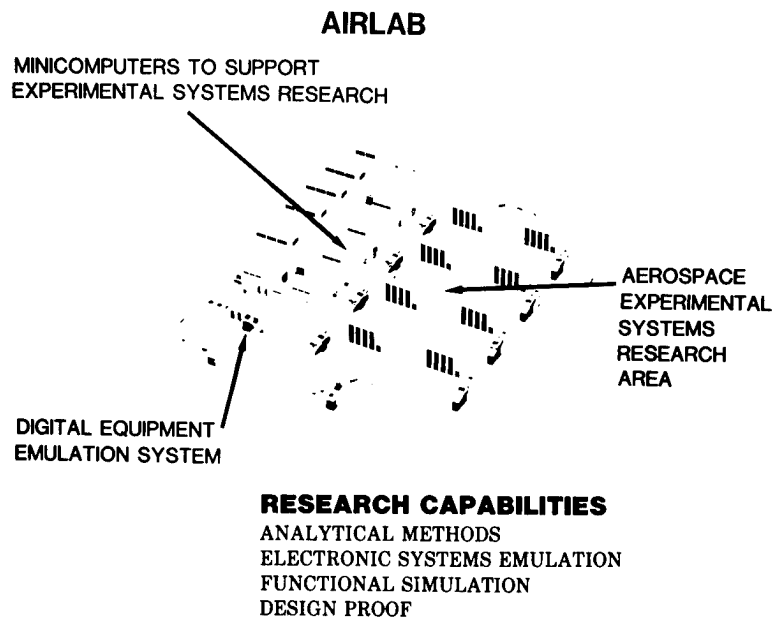 AIRLAB
MINICOMPUTERS TO SUPPORT
EXPERIMENTAL SYSTEMS RESEARCH
AEROSPACE
EXPERIMENTAL
SYSTEMS
RESEARCH
AREA
DIGITAL EQUIPMENT
EMULATION SYSTEM
RESEARCH CAPABILITIES
ANALYTICAL METHODS
ELECTRONIC SYSTEMS EMULATION
FUNCTIONAL SIMULATION
DESIGN PROOF